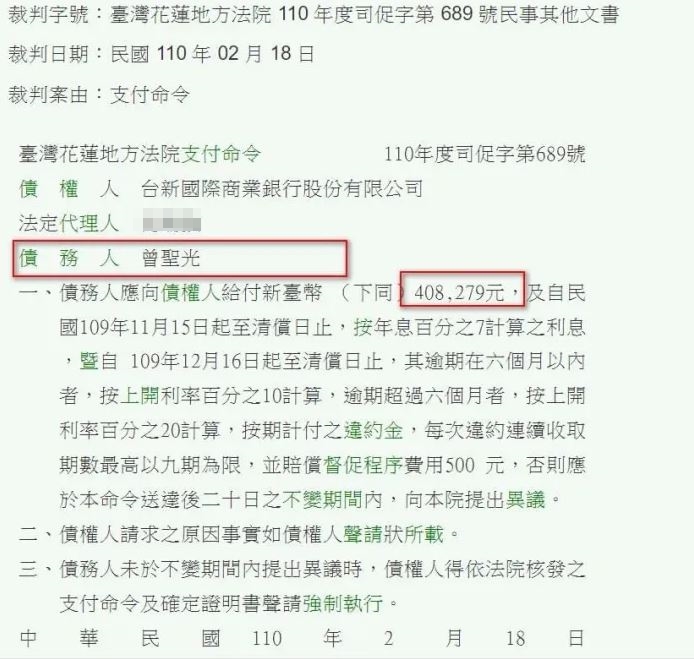 裁判字號：臺灣花蓮地方法院 110 年度司促字第 689 號民事其他文書
裁判日期：民國 110 年 02 月 18 日
裁判案由：支付命令
臺灣花蓮地方法院支付命令 110年度司促字第689號
債 權 人 台新國際商業銀行股份有限公司
法定代理人
債 務 人 曾聖光
一、債務人應向債權人給付新臺幣 （下同）408,279元，及自民
國109年11月15日起至清償日止，按年息百分之7計算之利息
，暨自 109年12月16日起至清償日止，其逾期在六個月以內
者，按上開利率百分之10計算，逾期超過六個月者，按上開
利率百分之20計算，按期計付之違約金，每次違約連續收取
期數最高以九期為限，並賠償督促程序費用500 元，否則應
於本命令送達後二十日之不變期間內，向本院提出異議。
二、債權人請求之原因事實如債權人聲請狀所載。
三、債務人未於不變期間內提出異議時，債權人得依法院核發之
支付命令及確定證明書聲請強制執行。
中 華 民 國 110 年 2 月 18 日